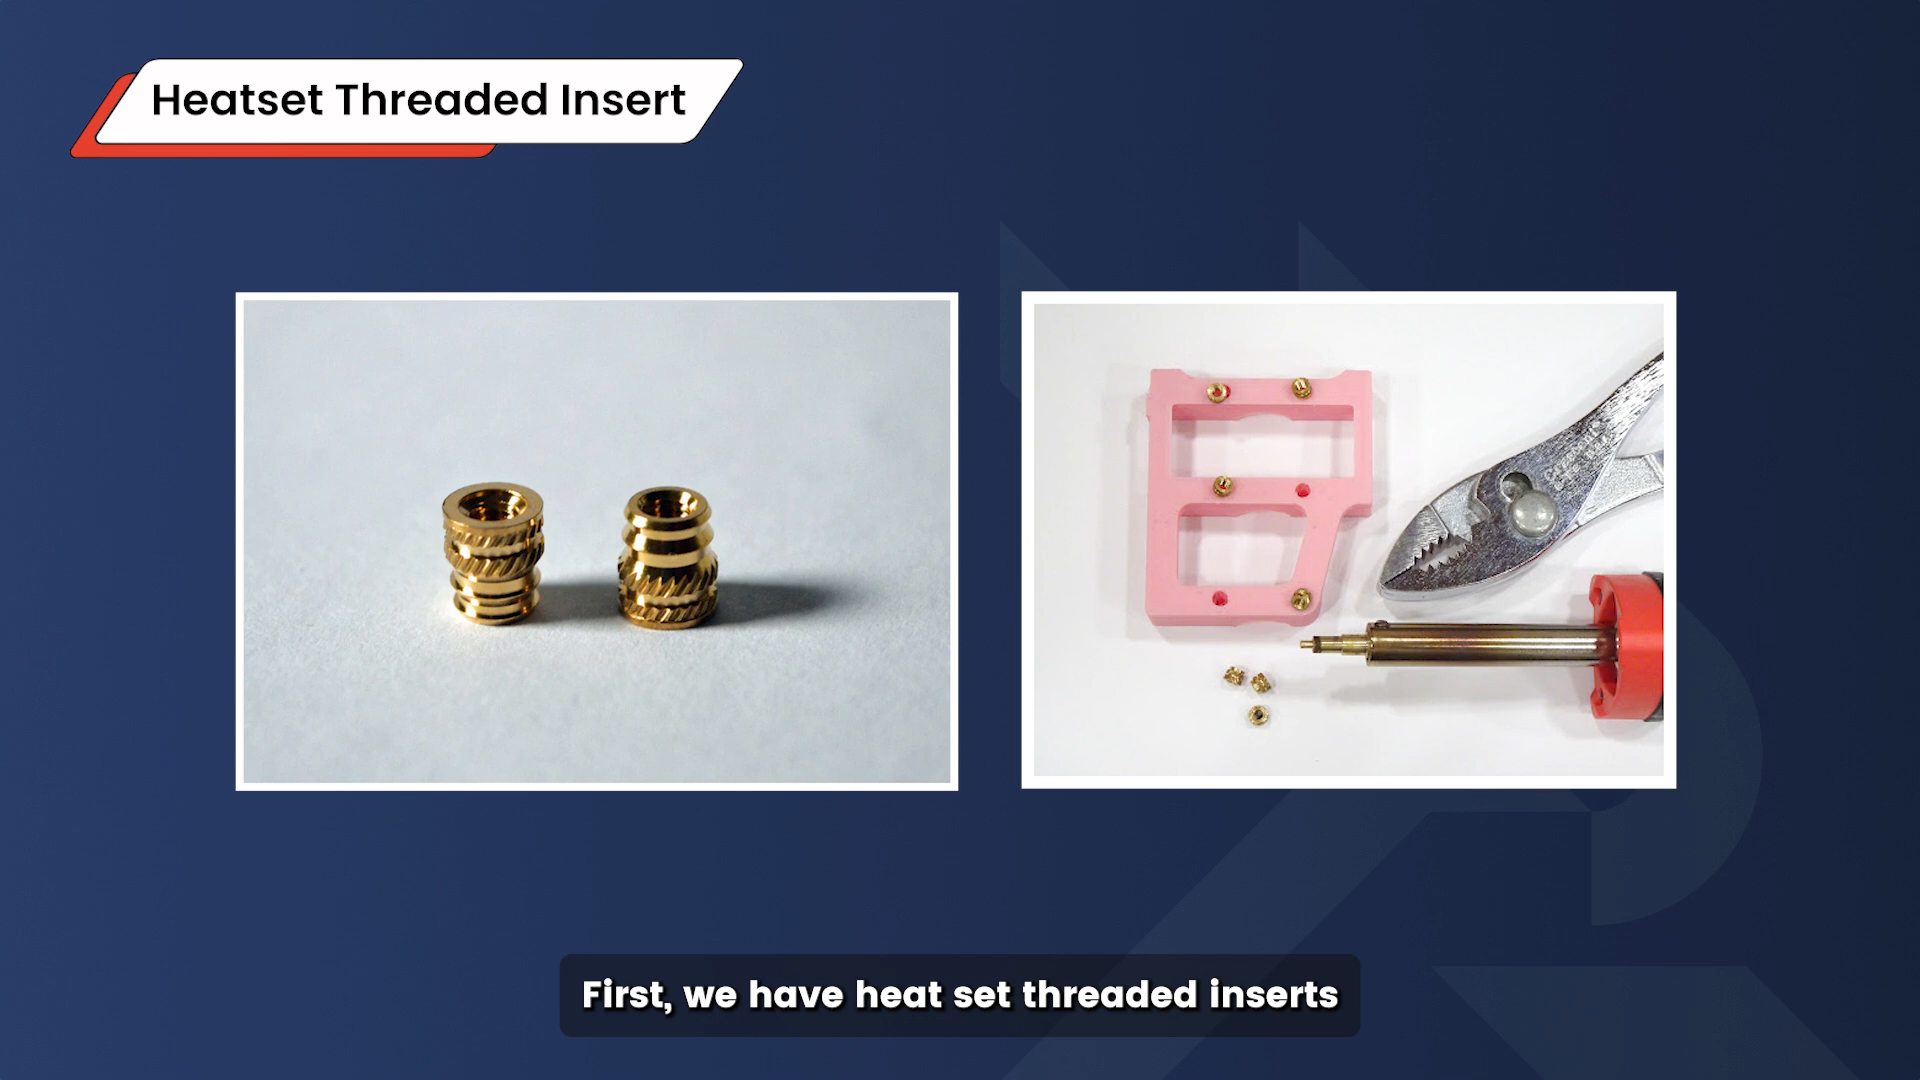 Heatset Threaded Insert
First, we have heat set threaded inserts